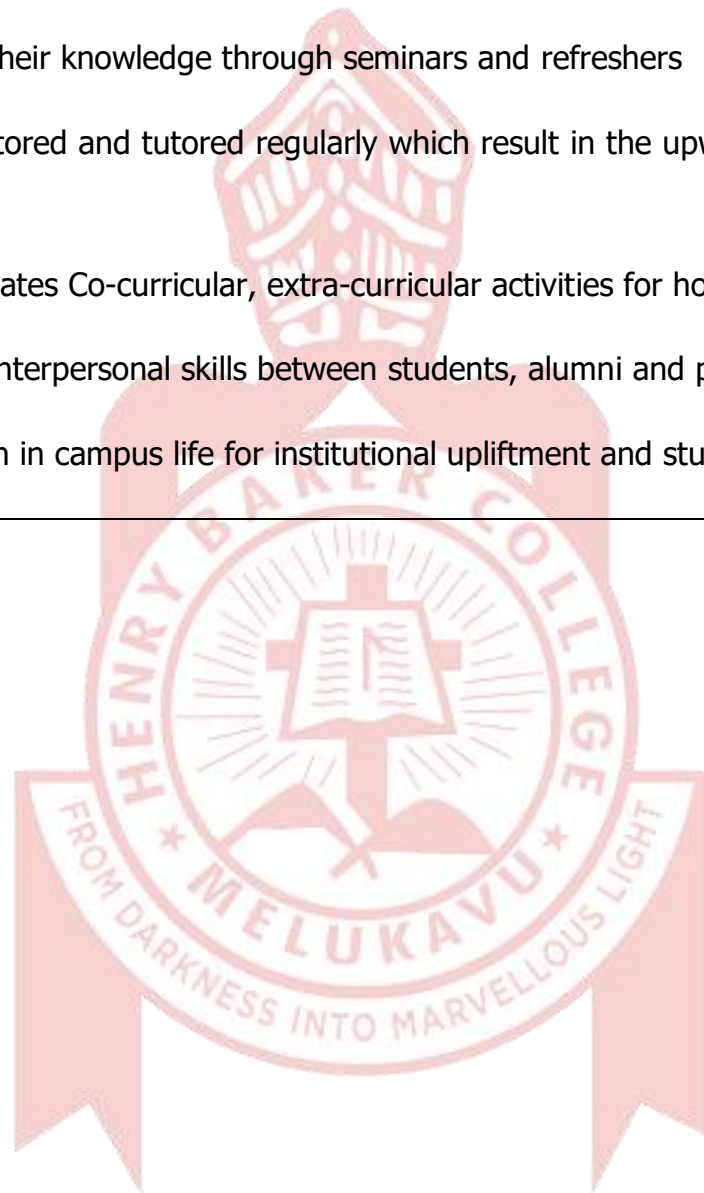 heir knowledge through seminars and refreshers
tored and tutored regularly which result in the upw
ates Co-curricular, extra-curricular activities for ho
nterpersonal skills between students, alumni and p
n in campus life for institutional upliftment and stu
HENRY BAKER COLLEGE
★ MELUKAVU ★
FROM DARKNESS INTO MARVELLOUS LIGHT